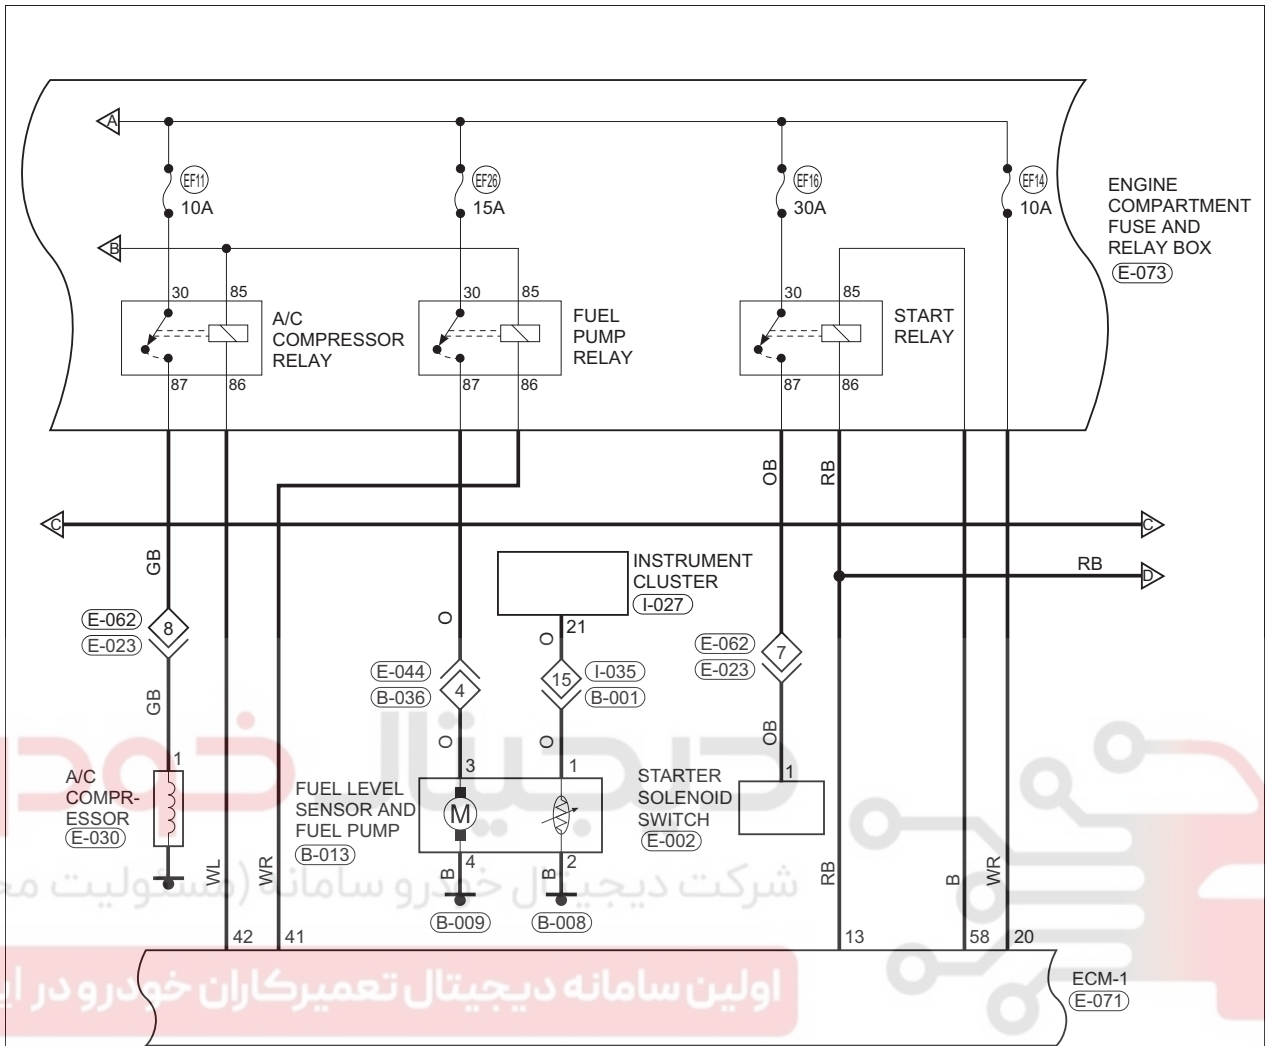 A
EF11
10A
EF26
15A
EF16
30A
EF14
10A
ENGINE
COMPARTMENT
FUSE AND
RELAY BOX
E-073
B
30
85
A/C
COMPRESSOR
RELAY
87
86
30
85
FUEL
PUMP
RELAY
87
86
30
85
START
RELAY
87
86
OB
RB
C
C
GB
INSTRUMENT
CLUSTER
I-027
RB
D
E-062
E-023
8
O
O
21
E-044
B-036
4
15
I-035
B-001
E-062
E-023
7
GB
O
O
OB
دیجیتال خودرو
1
A/C
COMPR-
ESSOR
E-030
FUEL LEVEL
SENSOR AND
FUEL PUMP
B-013
3
1
M
4
2
STARTER
SOLENOID
SWITCH
E-002
1
WL
WR
B
B
RB
B
WR
شرکت دیجیتال خودرو سامانه (مسئولیت
B-009
B-008
42
41
13
58
20
اولین سامانه دیجیتال تعمیرکاران خودرو در
ECM-1
E-071